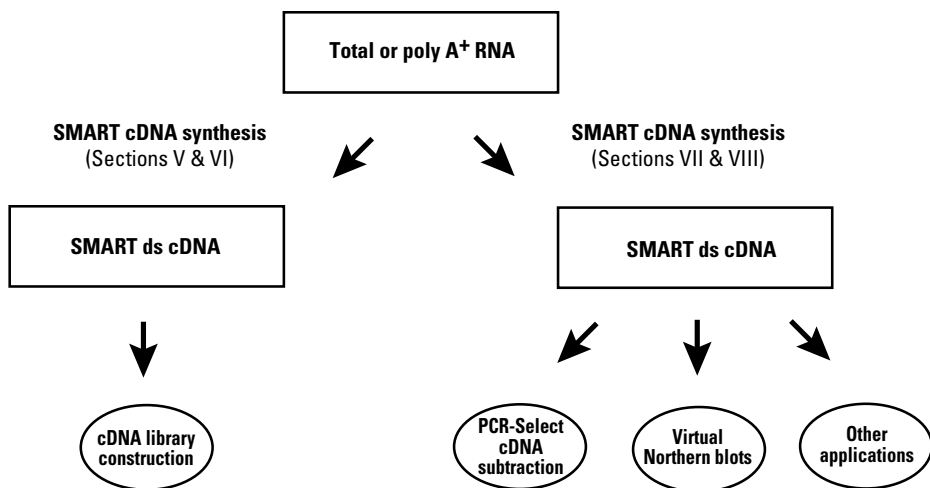 Total or poly A+ RNA
SMART cDNA synthesis
(Sections V & VI)
SMART cDNA synthesis
(Sections VII & VIII)
SMART ds cDNA
SMART ds cDNA
cDNA library
construction
PCR-Select
cDNA
subtraction
Virtual
Northern blots
Other
applications